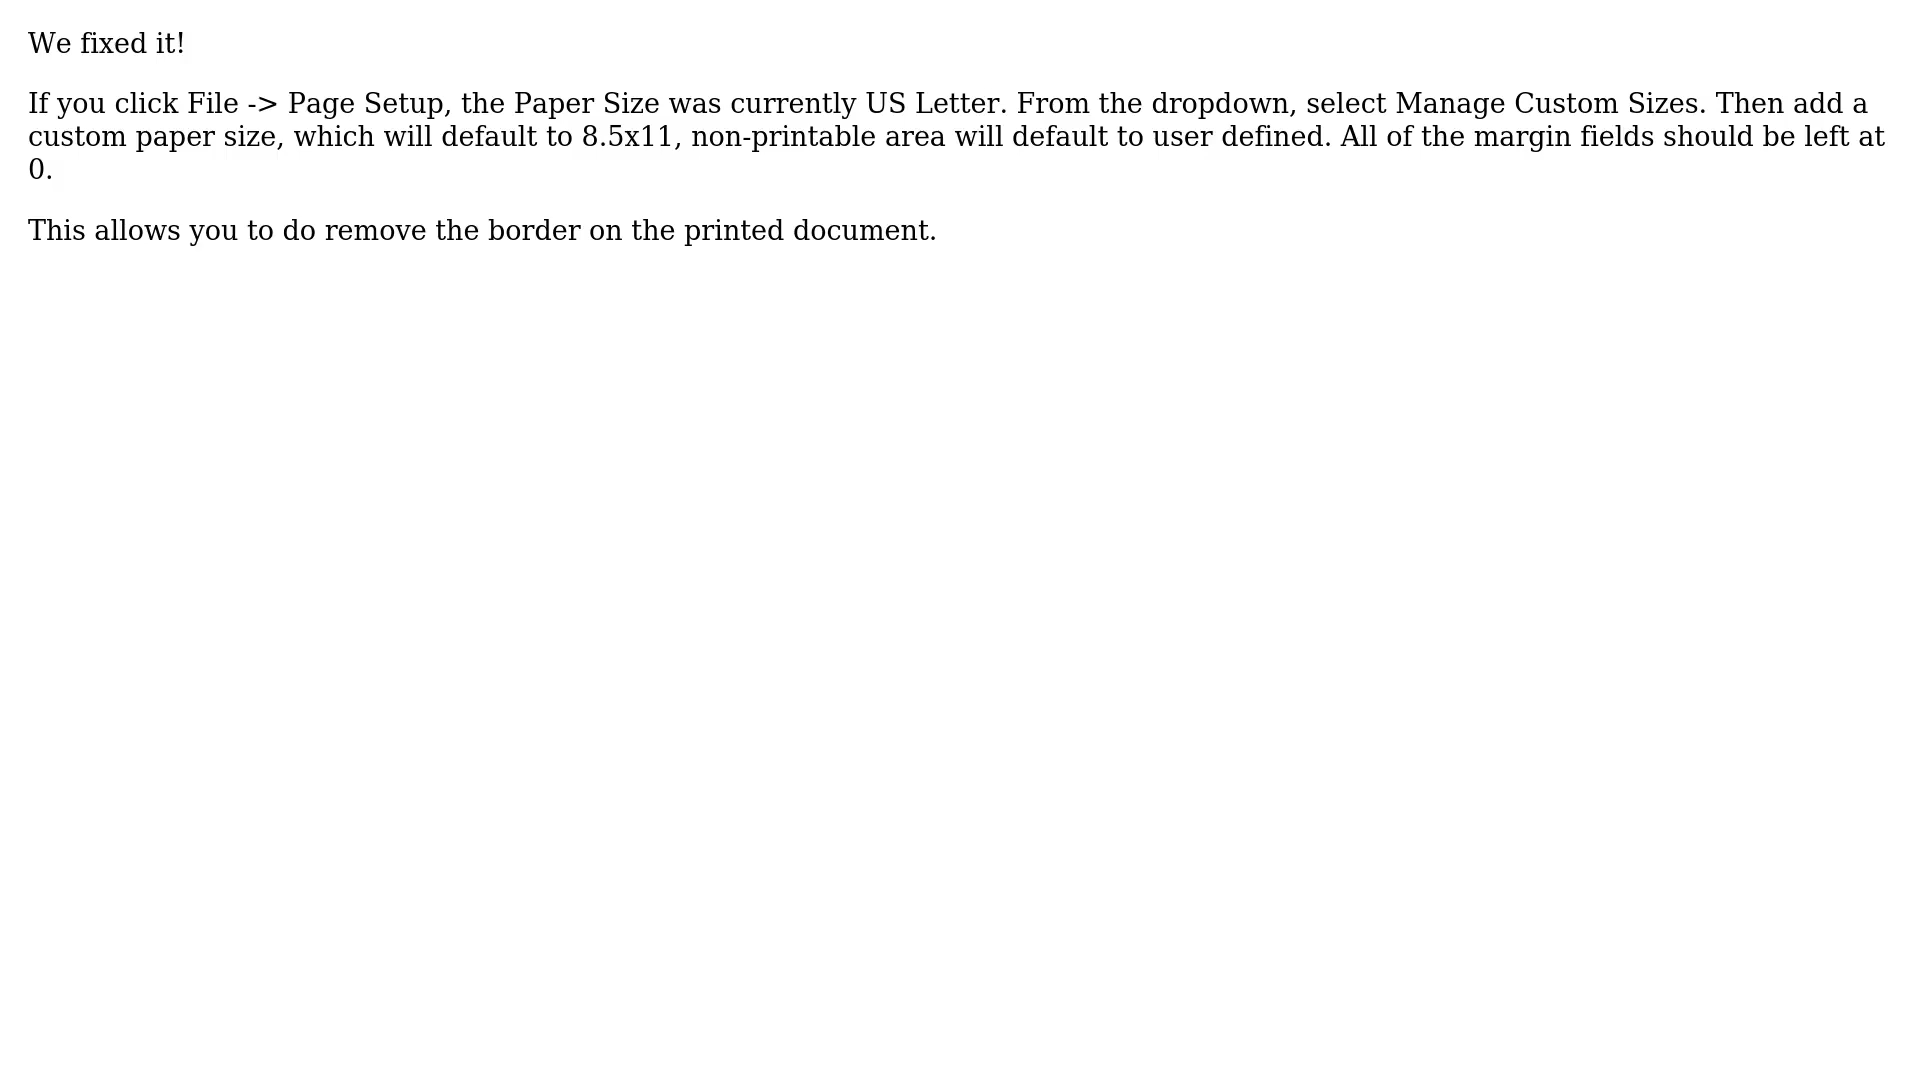 We fixed it!
If you click File -> Page Setup, the Paper Size was currently US Letter. From the dropdown, select Manage Custom Sizes. Then add a
custom paper size, which will default to 8.5x11, non-printable area will default to user defined. All of the margin fields should be left at
0.
This allows you to do remove the border on the printed document.